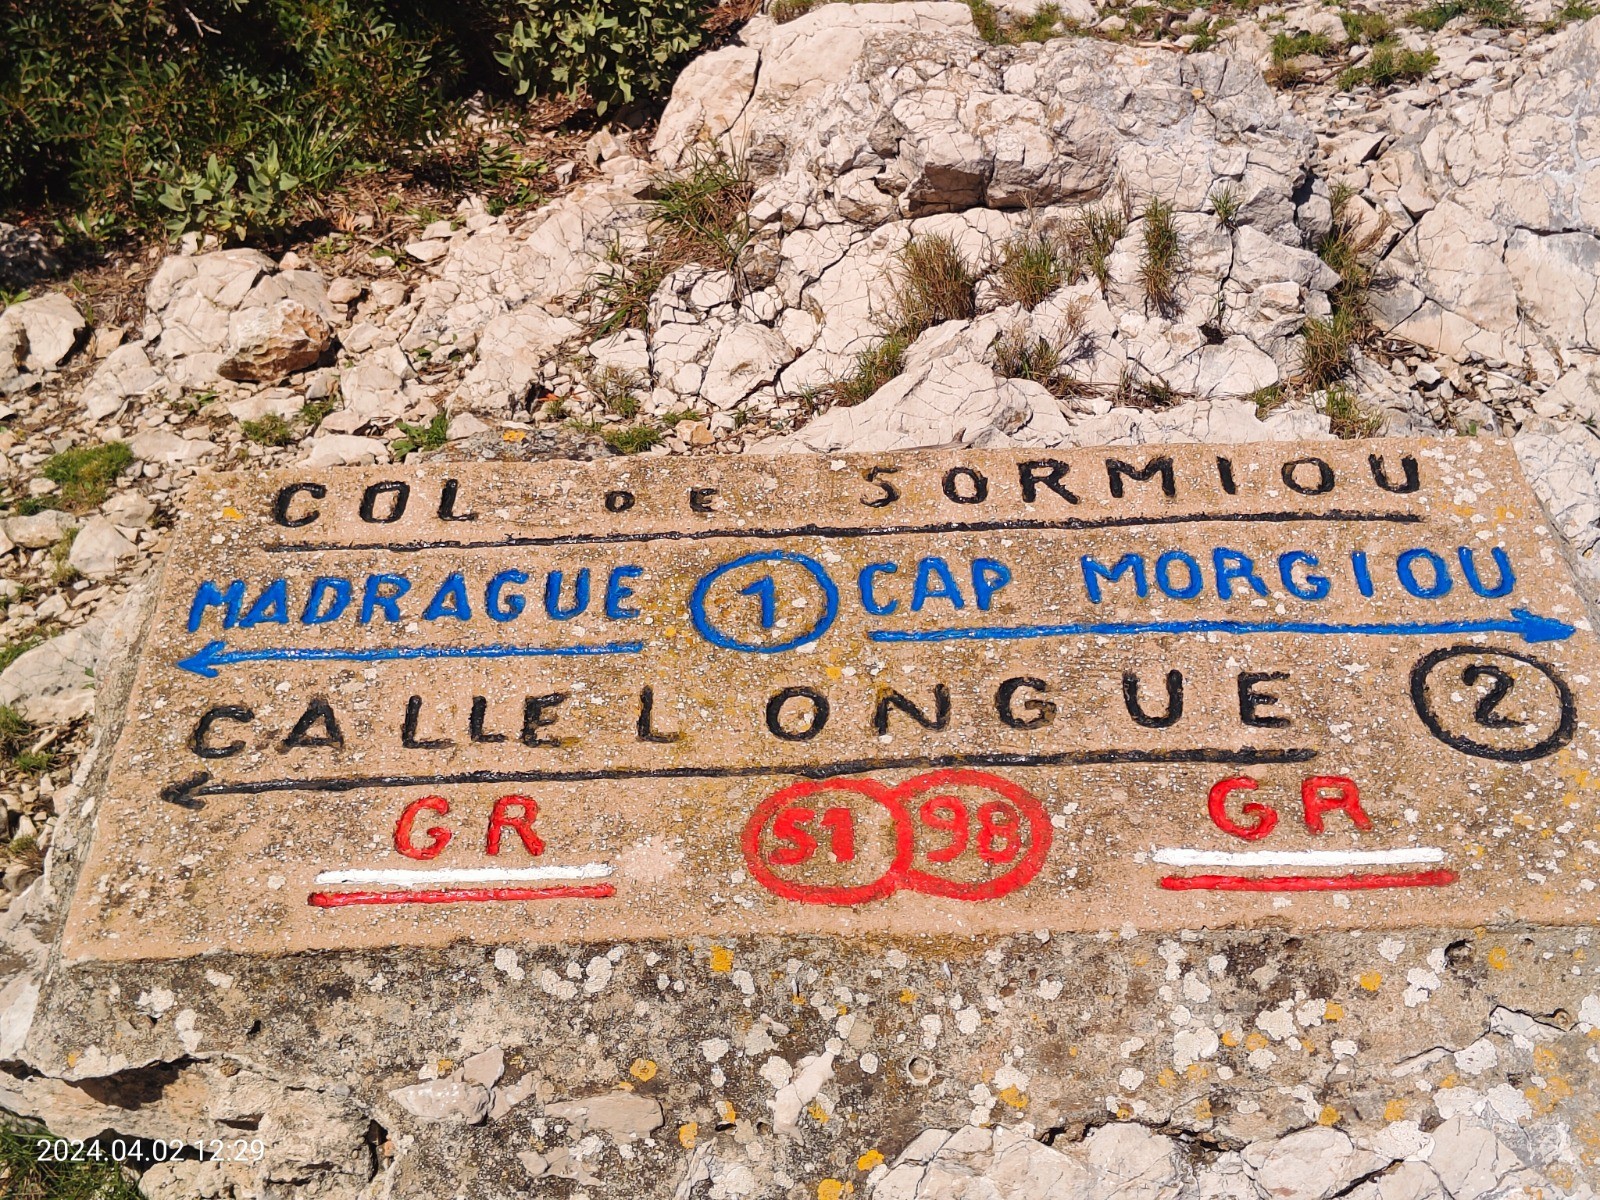 COL DE SORMIOU
MADRAGUE 1 CAP MORGIOU
CALLELONGUE 2
GR 51 98 GR
2024.04.02 12:29